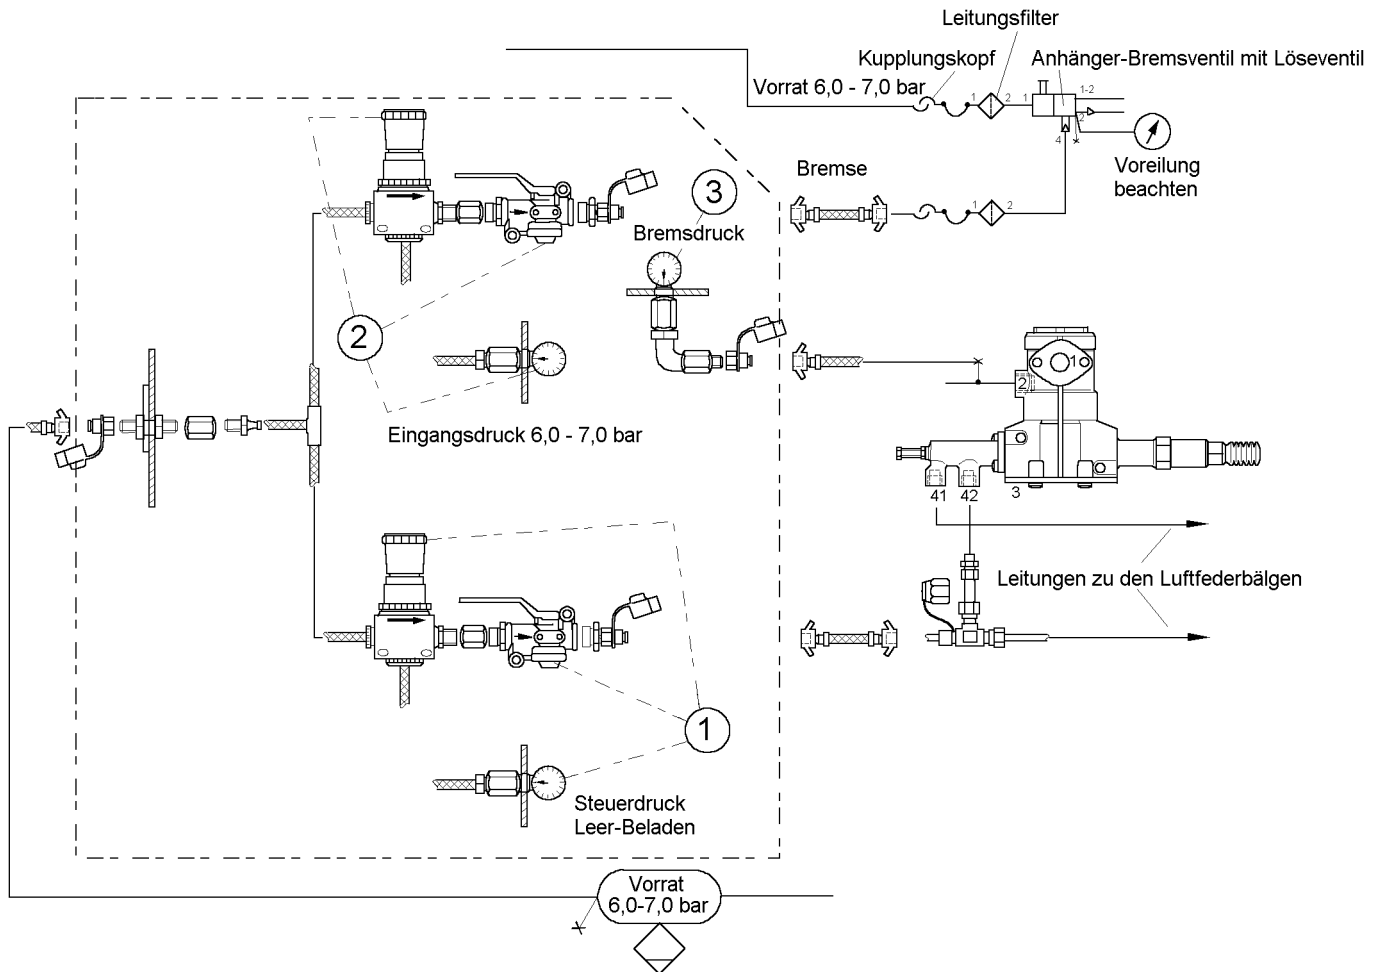 Leitungsfilter
Kupplungskopf
Anhänger-Bremsventil mit Löseventil
Vorrat 6,0 - 7,0 bar
1
2
1
1-2
2
4
Voreilung
beachten
Bremse
1
2
3
Bremsdruck
2
1
2
Eingangsdruck 6,0 - 7,0 bar
41
42
3
Leitungen zu den Luftfederbälgen
1
Steuerdruck
Leer-Beladen
Vorrat
6,0-7,0 bar